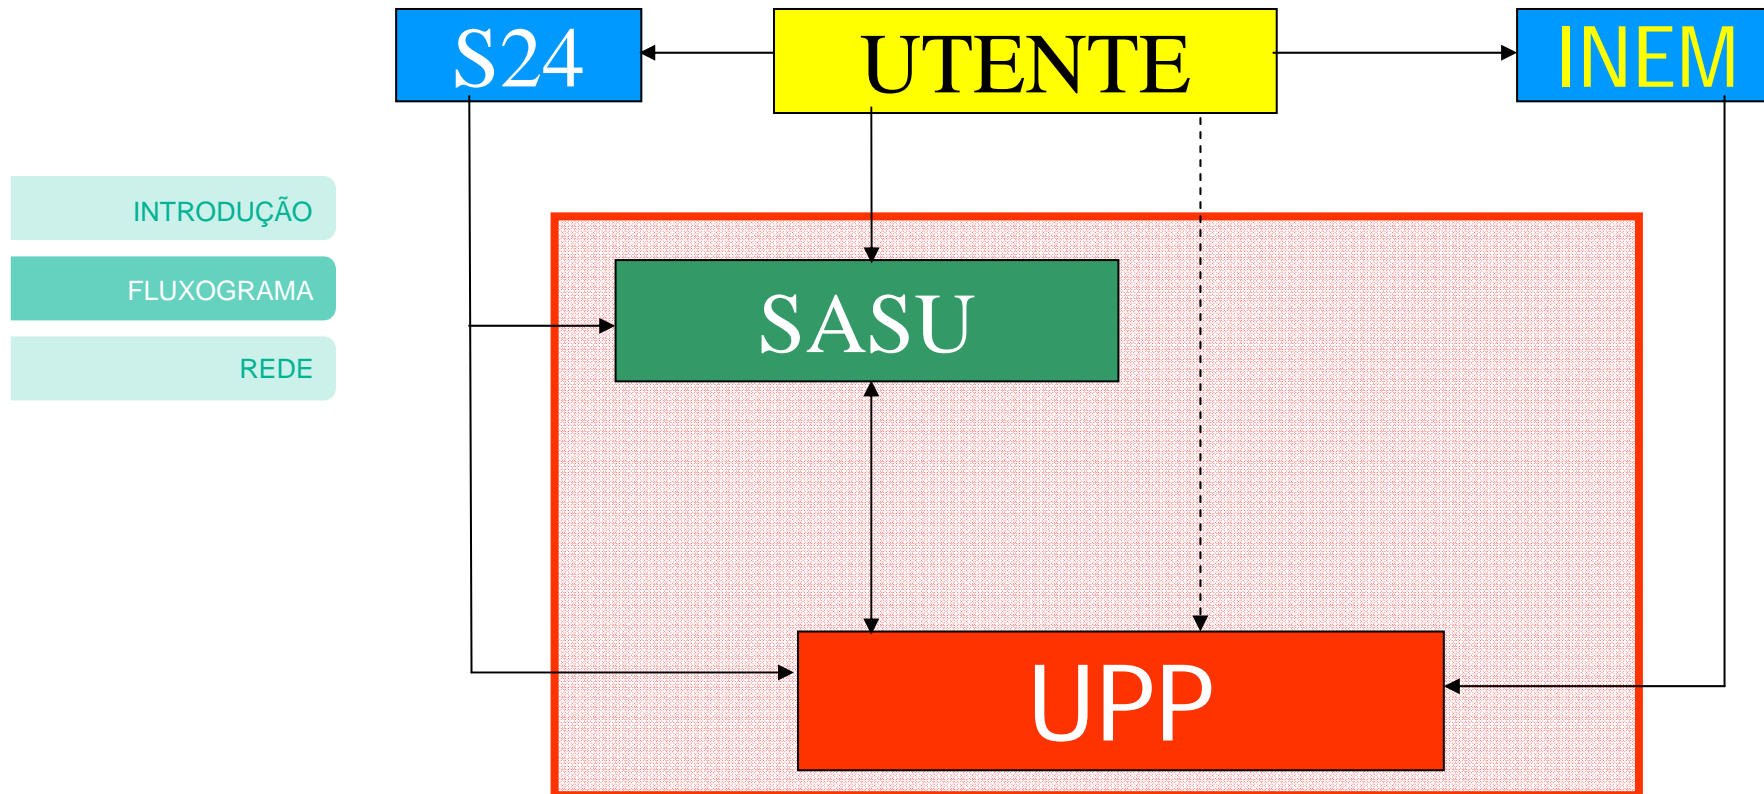 S24
UTENTE
INEM
INTRODUÇÃO
FLUXOGRAMA
SASU
REDE
UPP